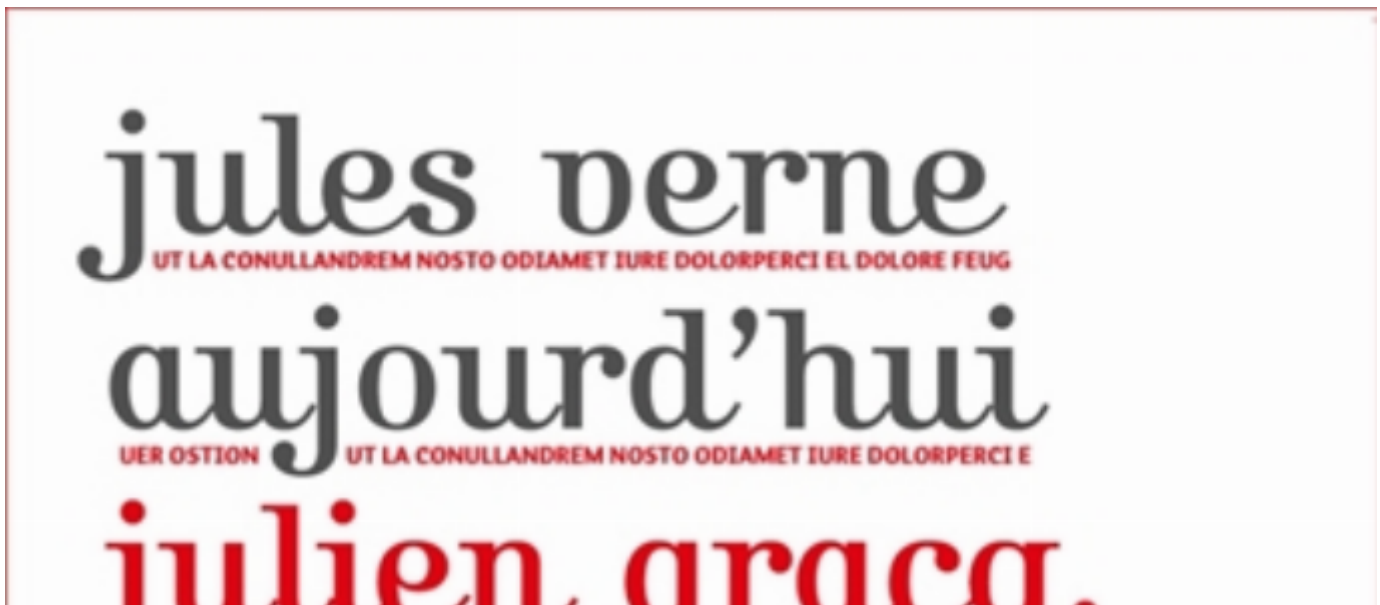 jules verne
UT LA CONULLANDREM NOSTO ODIAMET IURE DOLORPERCI EL DOLORE FEUG
aujourd’hui
UER OSTION UT LA CONULLANDREM NOSTO ODIAMET IURE DOLORPERCI E
julien gracq.